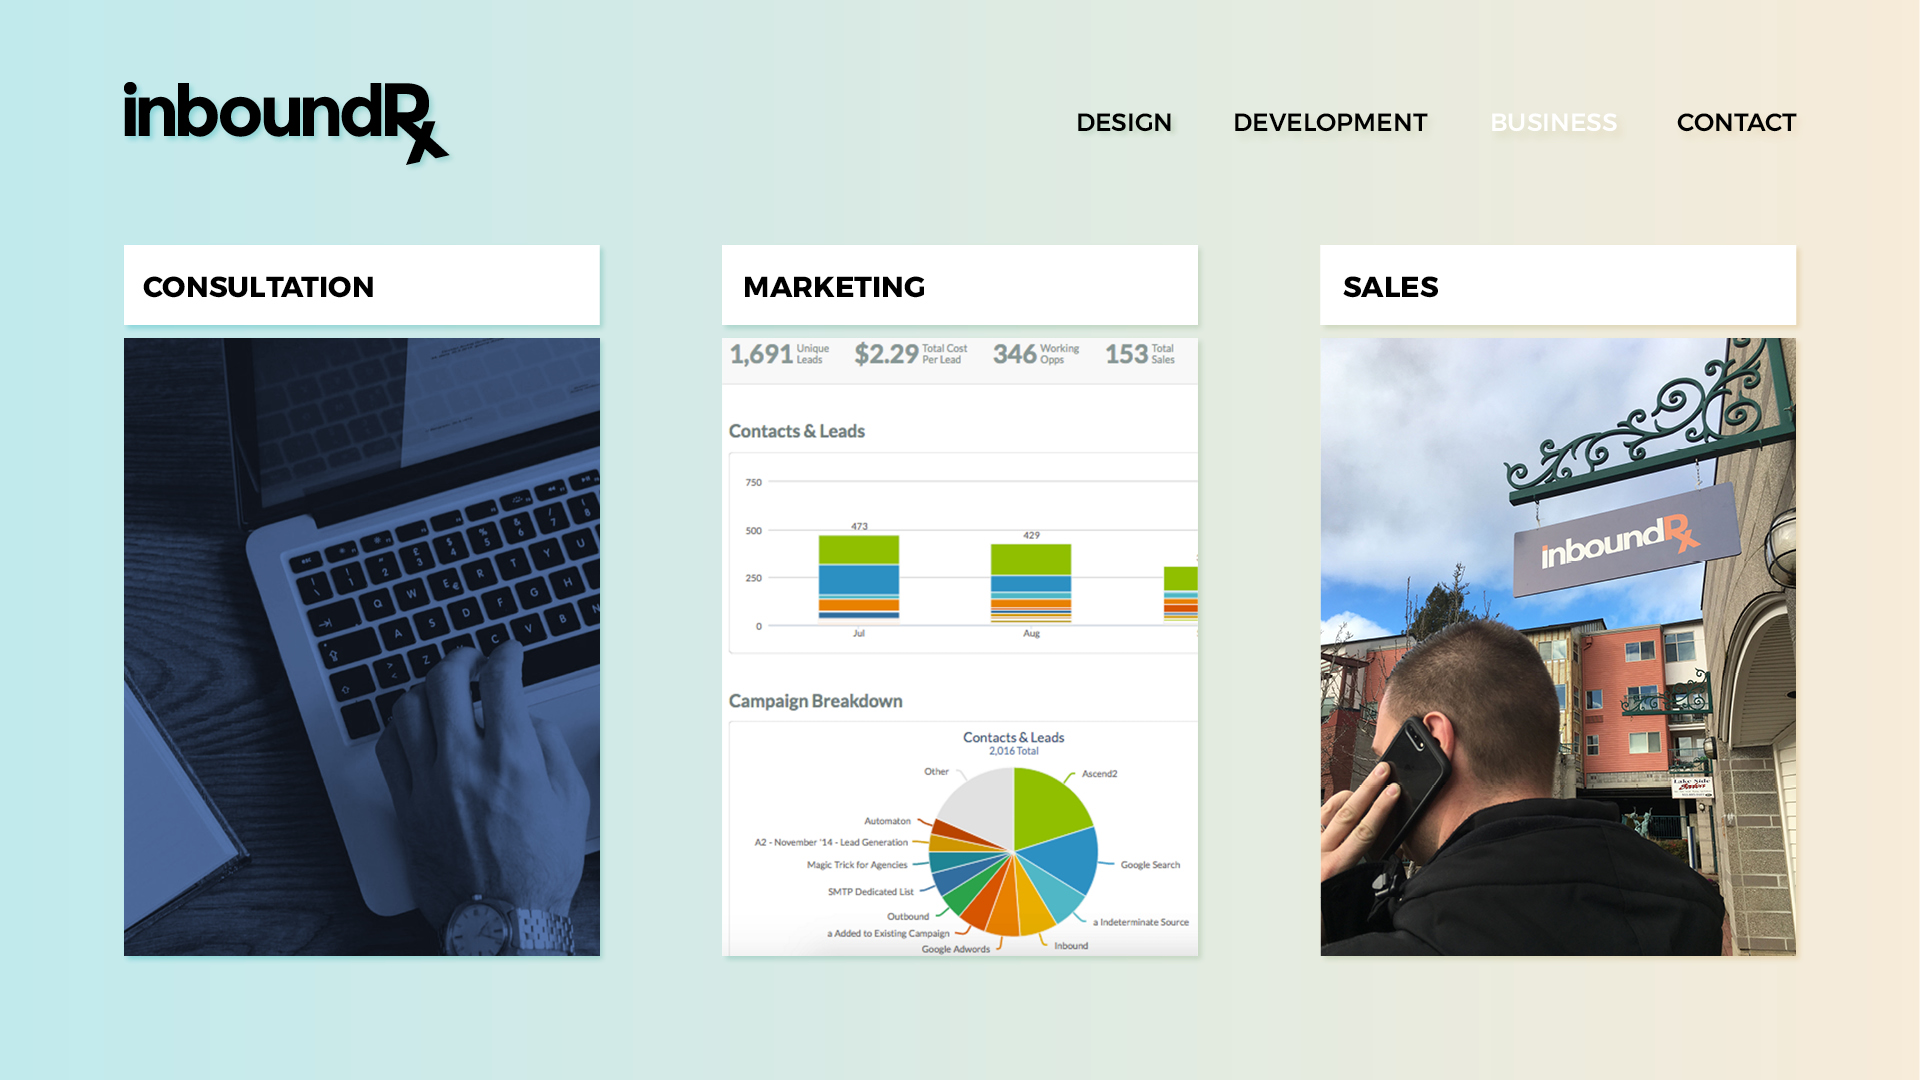 inboundRx
DESIGN DEVELOPMENT BUSINESS CONTACT
CONSULTATION
MARKETING
SALES
1,691 Unique Leads $2.29 Total Cost Per Lead 346 Working Opps 153 Total Sales
Contacts & Leads
750
500
250
0
473
429
Jul
Aug
Campaign Breakdown
Contacts & Leads
2,016 Total
Other
Ascend2
Automaton
A2 - November '14 - Lead Generation
Magic Trick for Agencies
Google Search
SMTP Dedicated List
Outbound
a Indeterminate Source
a Added to Existing Campaign
Google Adwords
Inbound
inboundRx
Lake Side